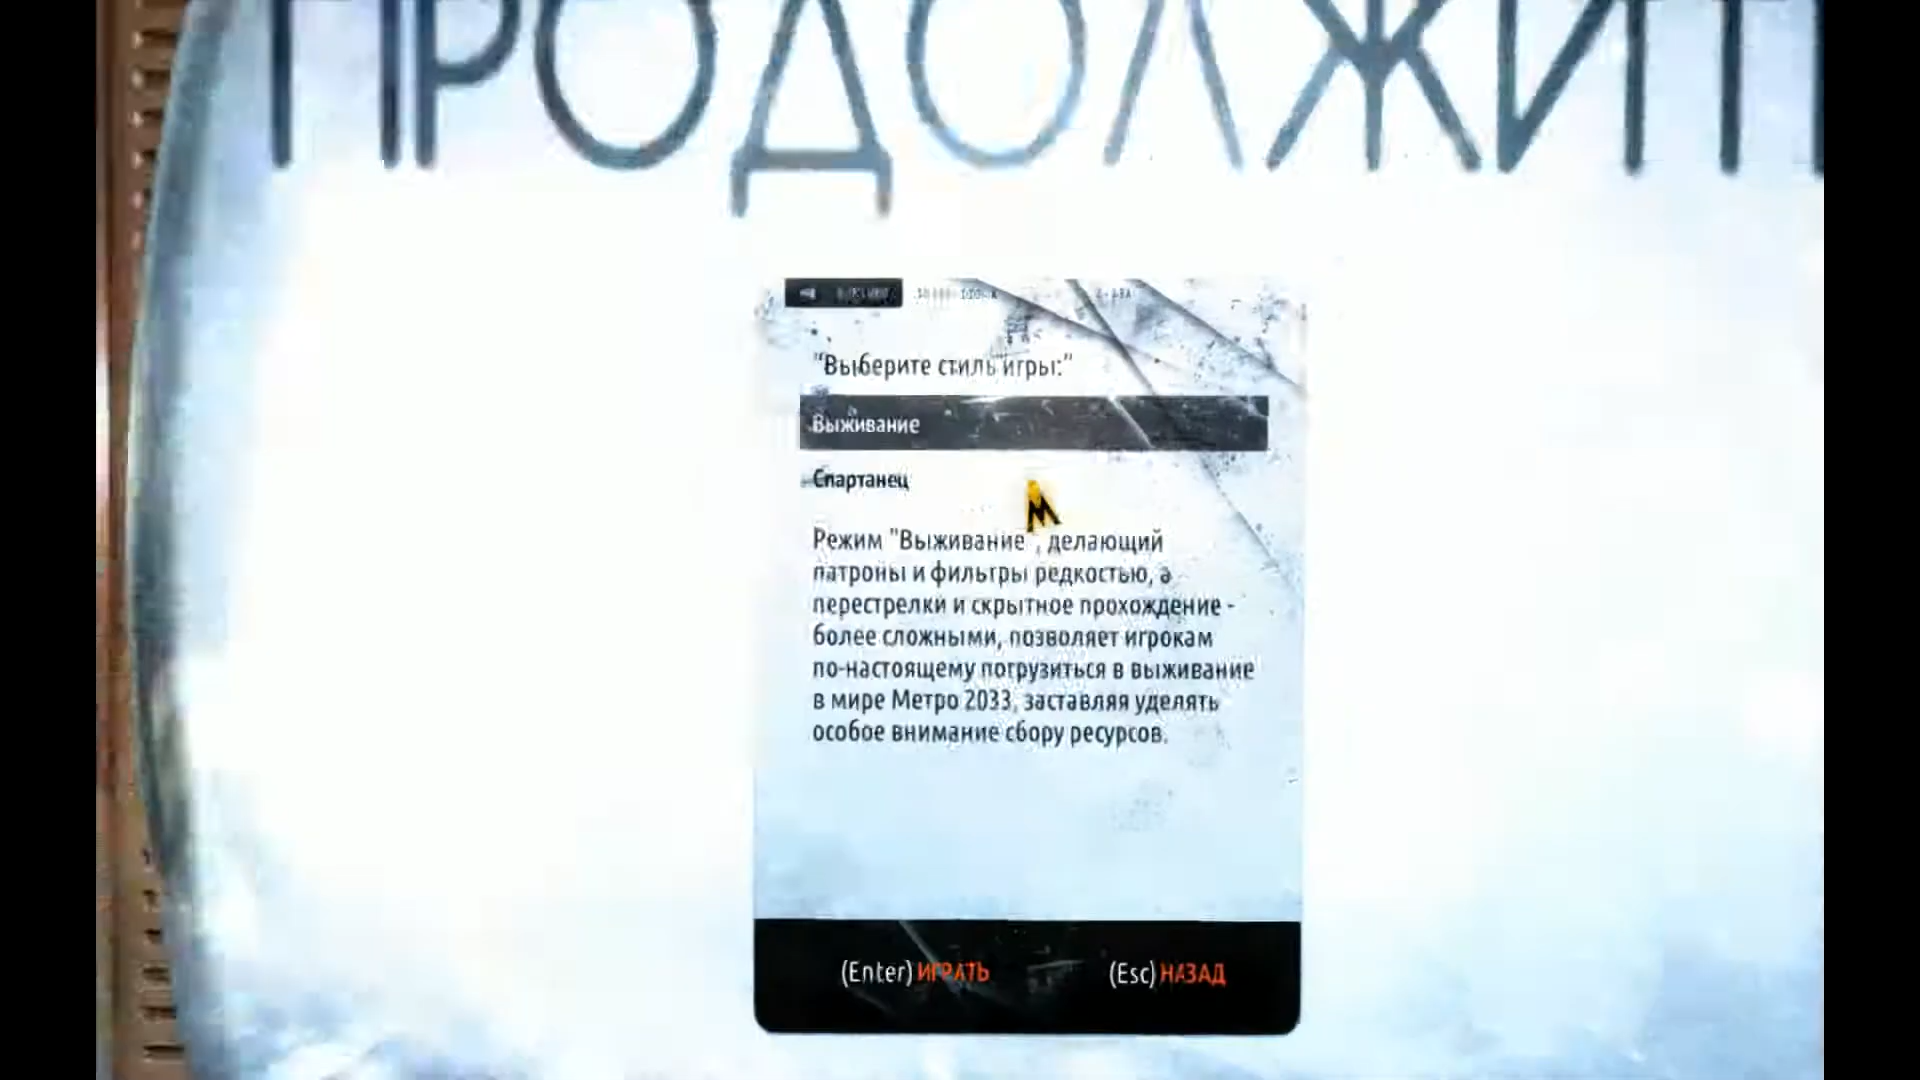 ПРОДОЛЖИТ
"Выберите стиль игры:"
Выживание
Спартанец
Режим "Выживание", делающий
патроны и фильтры редкостью, а
перестрелки и скрытное прохождение -
более сложными, позволяет игрокам
по-настоящему погрузиться в выживание
в мире Метро 2033, заставляя уделять
особое внимание сбору ресурсов.
(Enter) ИГРАТЬ
(Esc) НАЗАД